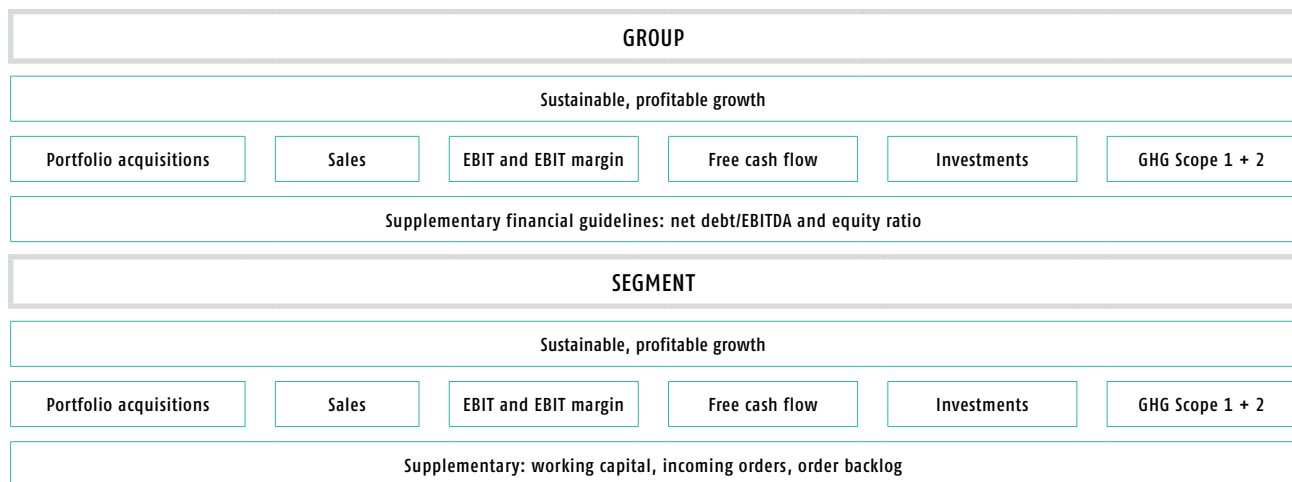 GROUP
Sustainable, profitable growth
Portfolio acquisitions
Sales
EBIT and EBIT margin
Free cash flow
Investments
GHG Scope 1 + 2
Supplementary financial guidelines: net debt/EBITDA and equity ratio
SEGMENT
Sustainable, profitable growth
Portfolio acquisitions
Sales
EBIT and EBIT margin
Free cash flow
Investments
GHG Scope 1 + 2
Supplementary: working capital, incoming orders, order backlog